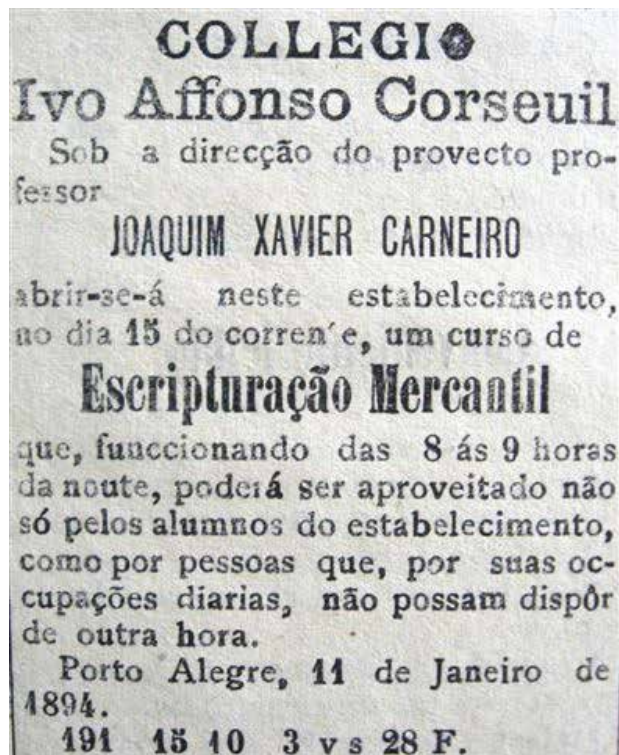 COLLEGIO
Ivo Affonso Corseuil
Sob a direcção do provecto pro-
fessor
JOAQUIM XAVIER CARNEIRO
abrir-se-á neste estabelecimento,
no dia 15 do corren'e, um curso de
Escripturação Mercantil
que, funccionando das 8 ás 9 horas
da noute, poderá ser aproveitado não
só pelos alumnos do estabelecimento,
como por pessoas que, por suas oc-
cupações diarias, não possam dispôr
de outra hora.
Porto Alegre, 11 de Janeiro de
1894.
191 15 10 3 v s 28 F.